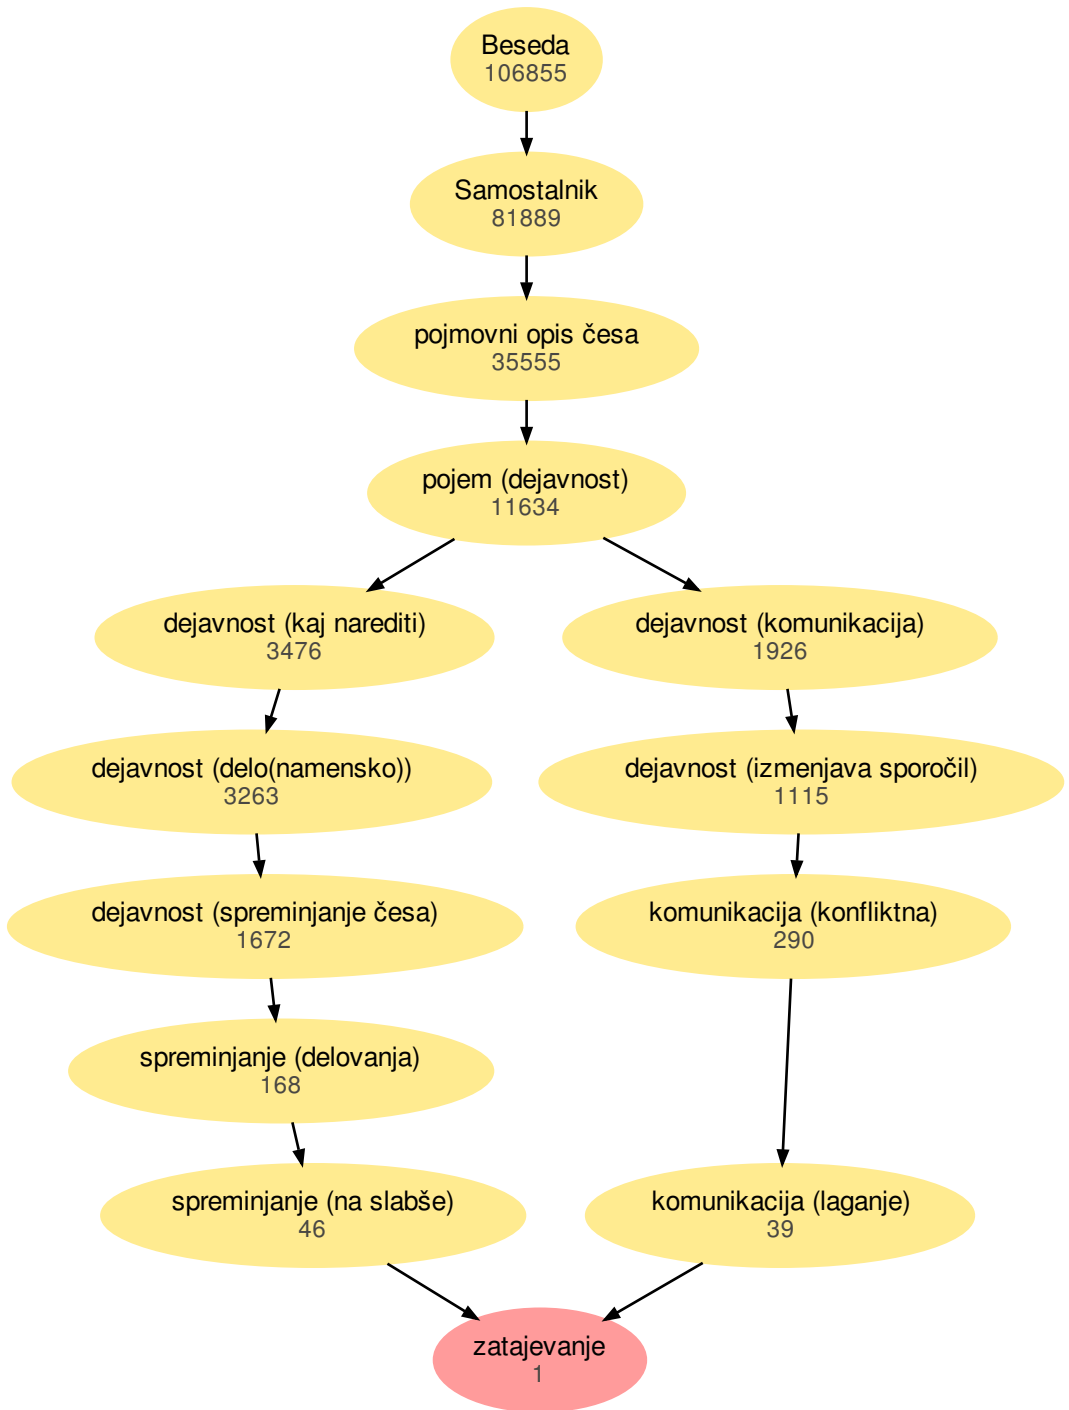 Beseda
106855
Samostalnik
81889
pojmovni opis česa
35555
pojem (dejavnost)
11634
dejavnost (kaj narediti)
3476
dejavnost (komunikacija)
1926
dejavnost (delo(namensko))
3263
dejavnost (izmenjava sporočil)
1115
dejavnost (spreminjanje česa)
1672
komunikacija (konfliktna)
290
spreminjanje (delovanja)
168
spreminjanje (na slabše)
46
komunikacija (laganje)
39
zatajevanje
1